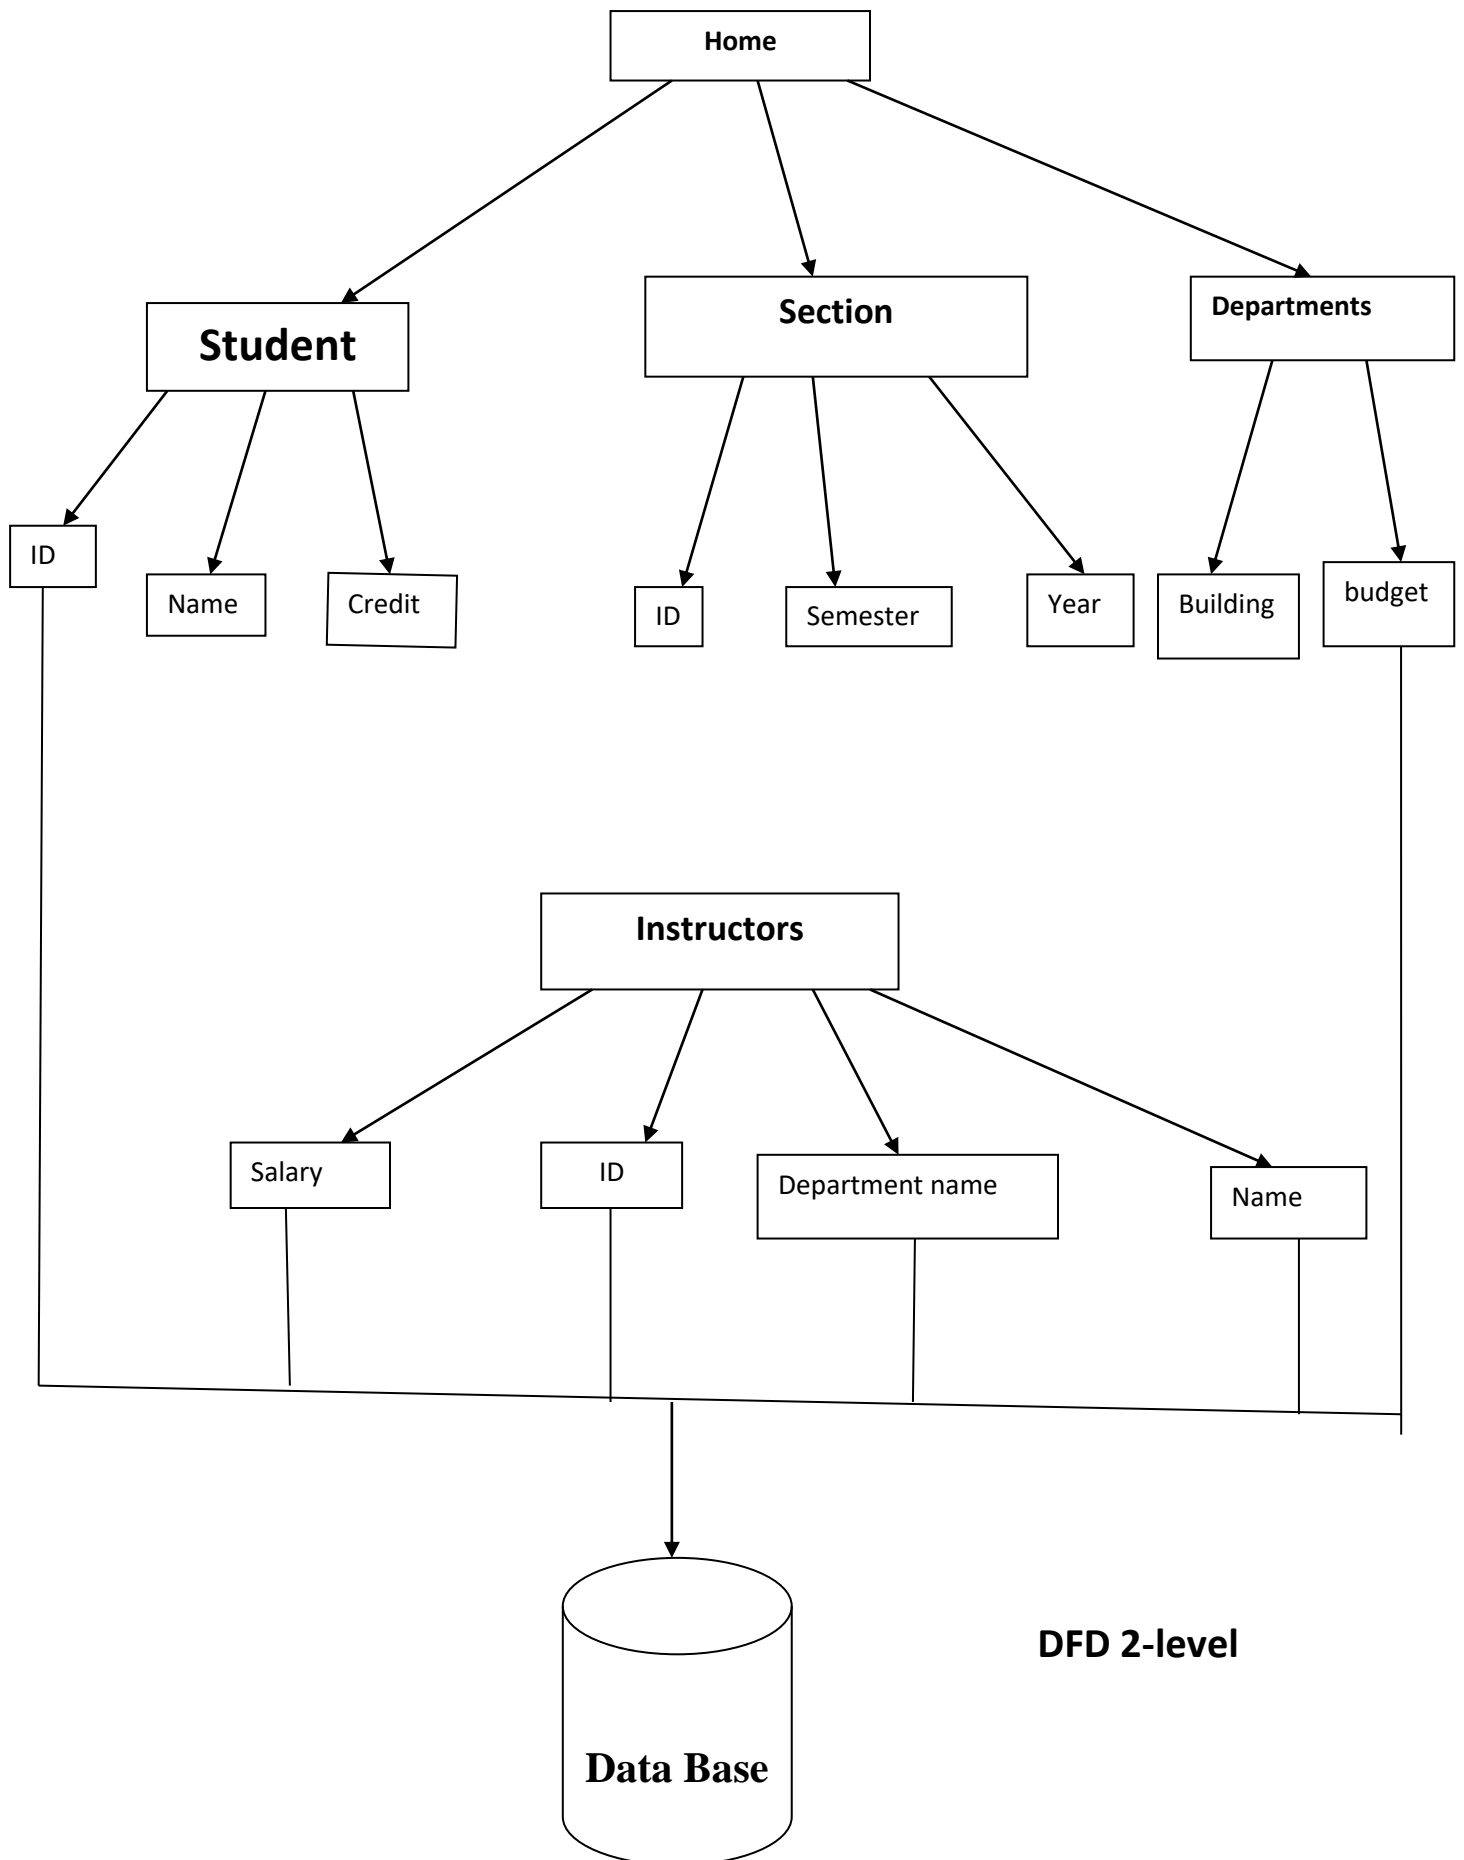 Home
Student
Section
Departments
ID
Name
Credit
ID
Semester
Year
Building
budget
Instructors
Salary
ID
Department name
Name
DFD 2-level
Data Base